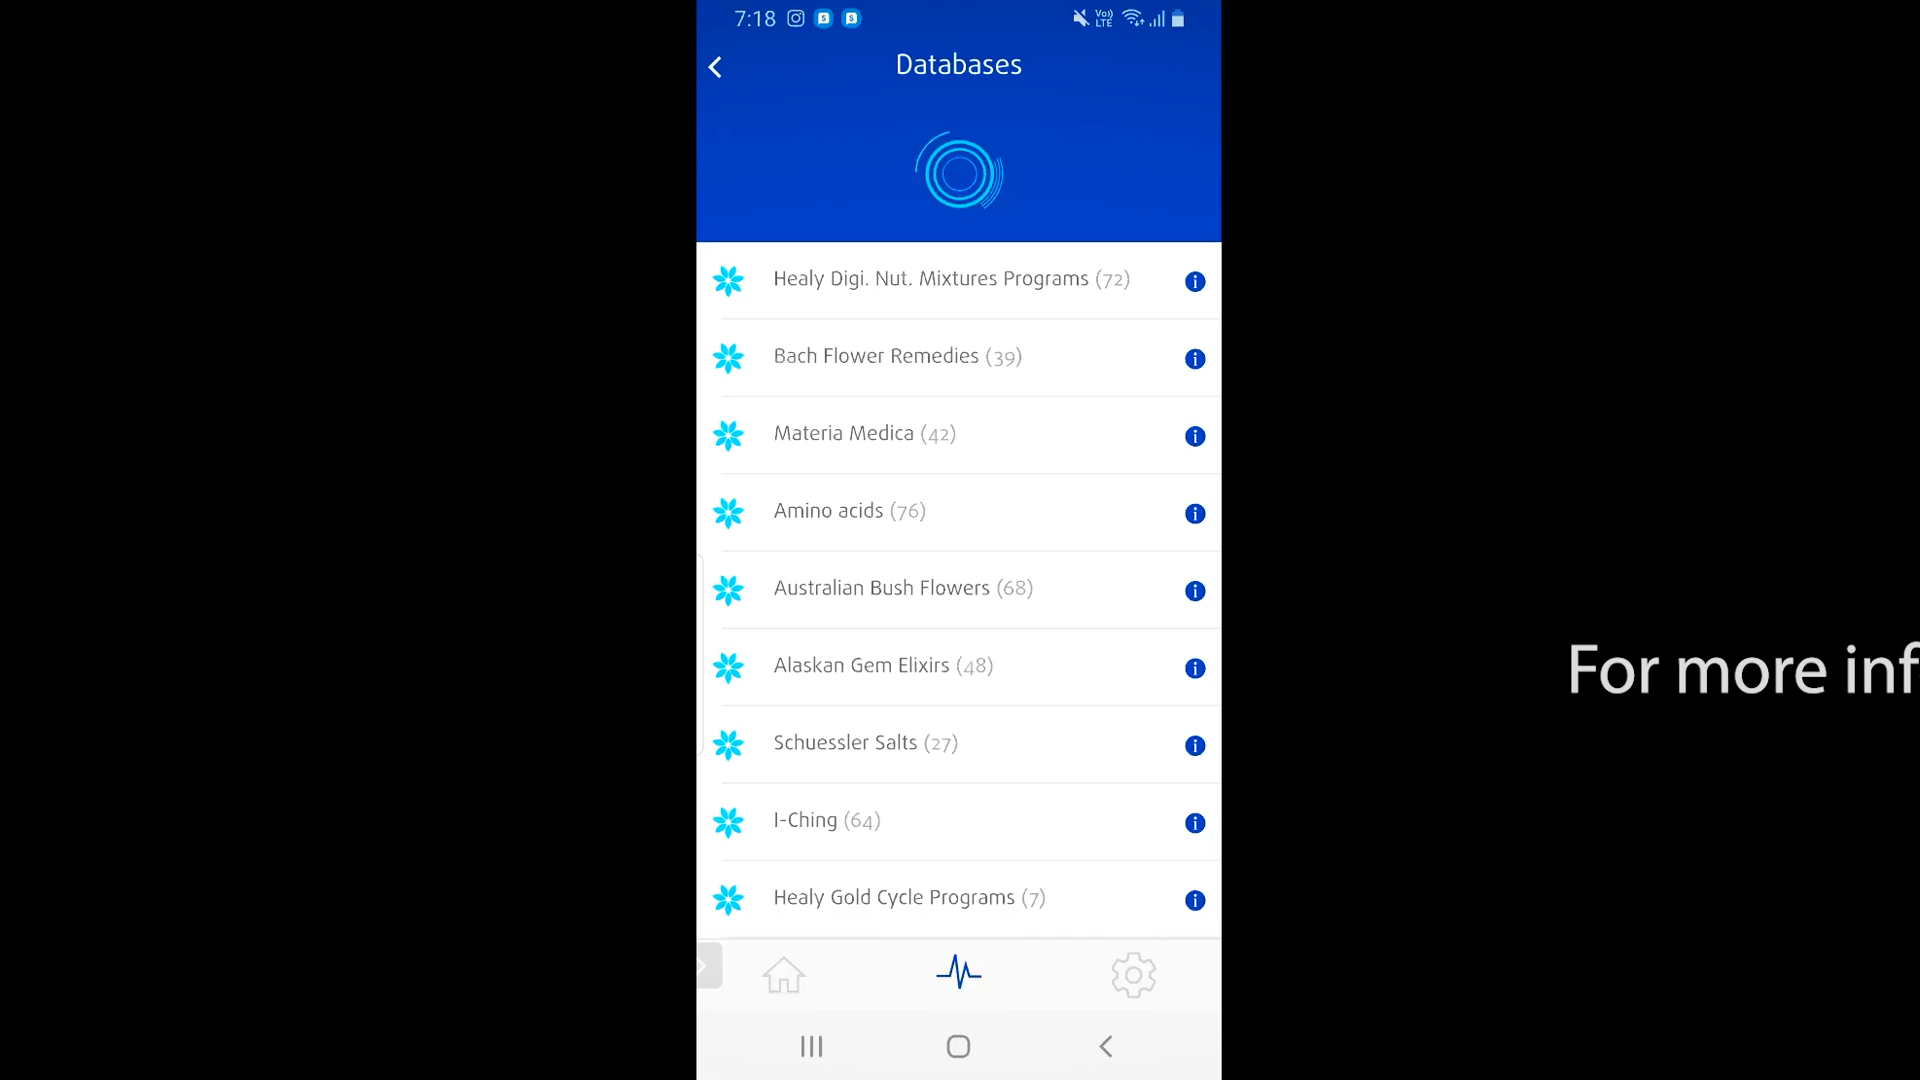 7:18
Vo))
LTE
Databases
Healy Digi. Nut. Mixtures Programs (72)
Bach Flower Remedies (39)
Materia Medica (42)
Amino acids (76)
Australian Bush Flowers (68)
Alaskan Gem Elixirs (48)
For more inf
Schuessler Salts (27)
I-Ching (64)
Healy Gold Cycle Programs (7)